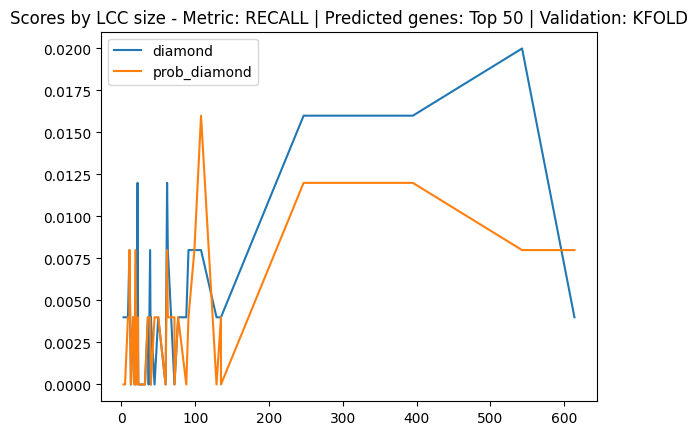 Scores by LCC size - Metric: RECALL | Predicted genes: Top 50 | Validation: KFOLD
diamond
prob_diamond
0.0200
0.0175
0.0150
0.0125
0.0100
0.0075
0.0050
0.0025
0.0000
0 100 200 300 400 500 600